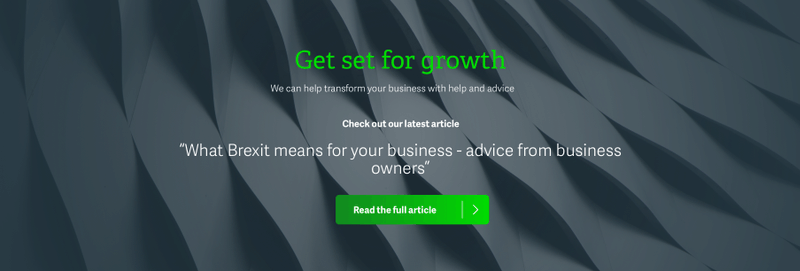 Get set for growth
We can help transform your business with help and advice
Check out our latest article
"What Brexit means for your business - advice from business
owners"
Read the full article